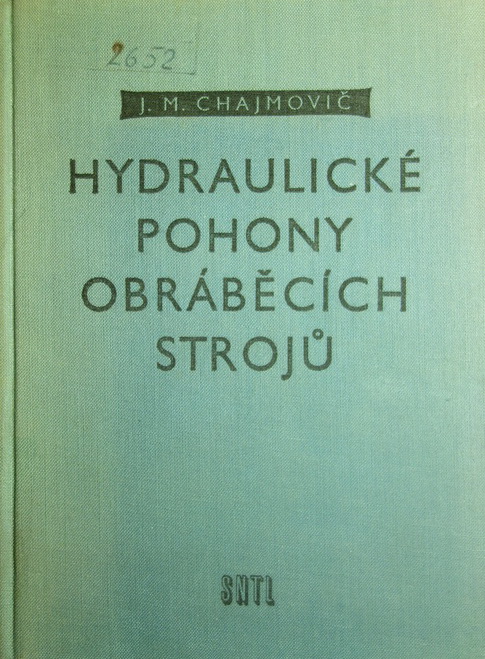 2652
J. M. CHAJMOVIČ
HYDRAULICKÉ
POHONY
OBRÁBĚCÍCH
STROJŮ
SNTL